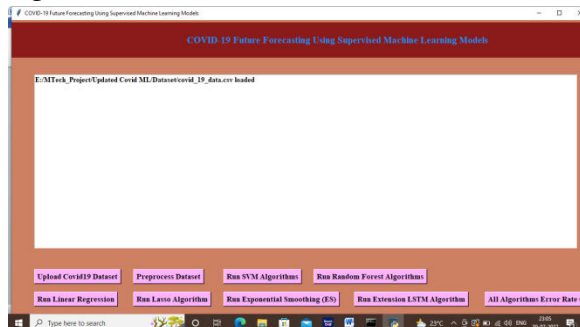 COVID-19 Future Forecasting Using Supervised Machine Learning Models
COVID-19 Future Forecasting Using Supervised Machine Learning Models
E:/MTech_Project/Updated Covid ML/Dataset/covid_19_data.csv loaded
Upload Covid19 Dataset
Preprocess Dataset
Run SVM Algorithms
Run Random Forest Algorithms
Run Linear Regression
Run Lasso Algorithm
Run Exponential Smoothing (ES)
Run Extension LSTM Algorithm
All Algorithms Error Rate
Type here to search
23°C
ENG
23:05